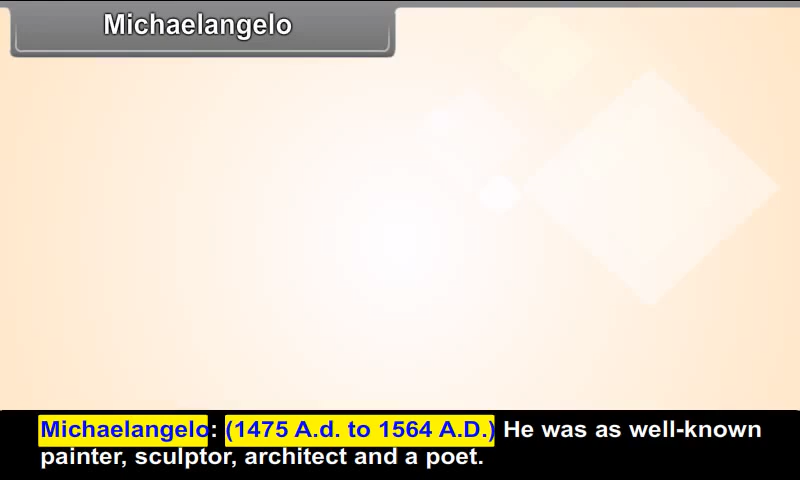 Michaelangelo
Michaelangelo: (1475 A.d. to 1564 A.D.) He was as well-known
painter, sculptor, architect and a poet.